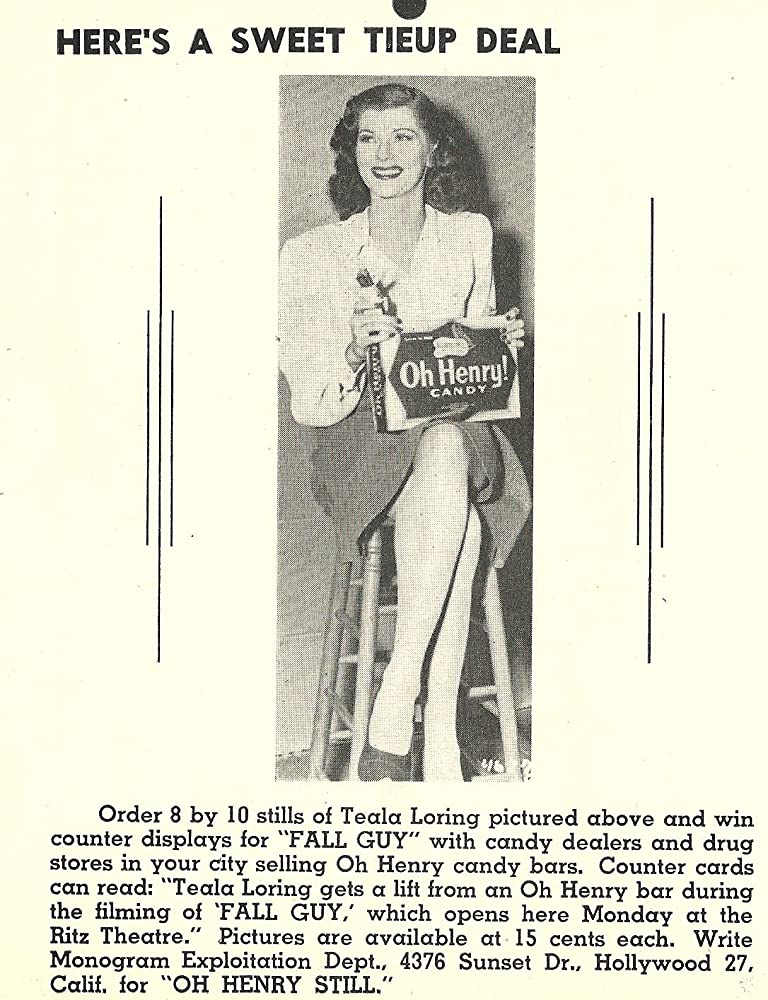 HERE'S A SWEET TIEUP DEAL
Oh Henry!
CANDY
Order 8 by 10 stills of Teala Loring pictured above and win
counter displays for "FALL GUY" with candy dealers and drug
stores in your city selling Oh Henry candy bars. Counter cards
can read: "Teala Loring gets a lift from an Oh Henry bar during
the filming of 'FALL GUY,' which opens here Monday at the
Ritz Theatre." Pictures are available at 15 cents each. Write
Monogram Exploitation Dept., 4376 Sunset Dr., Hollywood 27,
Calif. for "OH HENRY STILL."